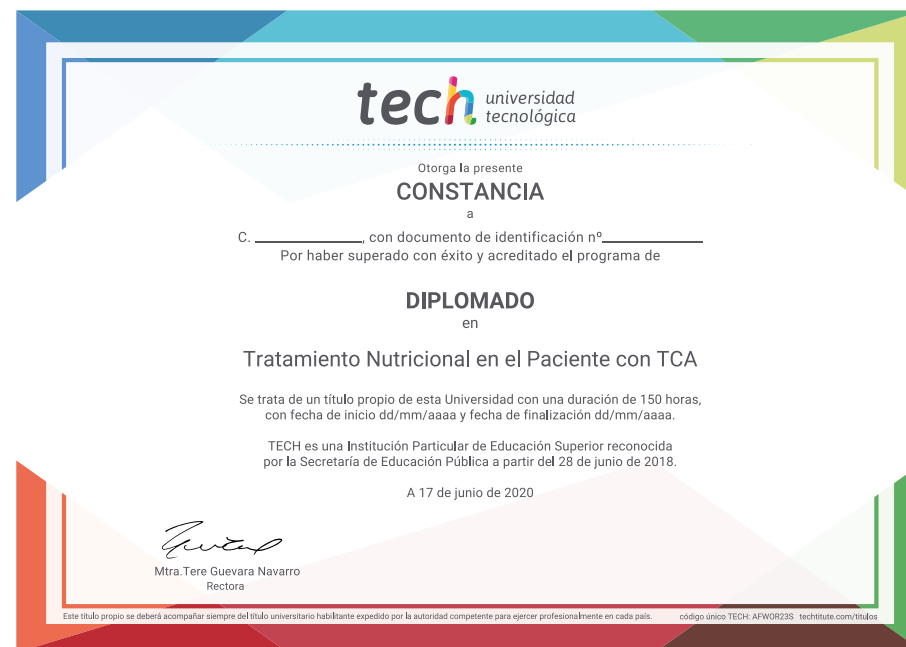 tech universidad
tecnológica
Otorga la presente
CONSTANCIA
a
C. ____________, con documento de identificación nº____________
Por haber superado con éxito y acreditado el programa de
DIPLOMADO
en
Tratamiento Nutricional en el Paciente con TCA
Se trata de un título propio de esta Universidad con una duración de 150 horas,
con fecha de inicio dd/mm/aaaa y fecha de finalización dd/mm/aaaa.
TECH es una Institución Particular de Educación Superior reconocida
por la Secretaría de Educación Pública a partir del 28 de junio de 2018.
A 17 de junio de 2020
Mtra.Tere Guevara Navarro
Rectora
Este título propio se deberá acompañar siempre del título universitario habilitante expedido por la autoridad competente para ejercer profesionalmente en cada país. código único TECH: AFWOR23S techtitute.com/titulos